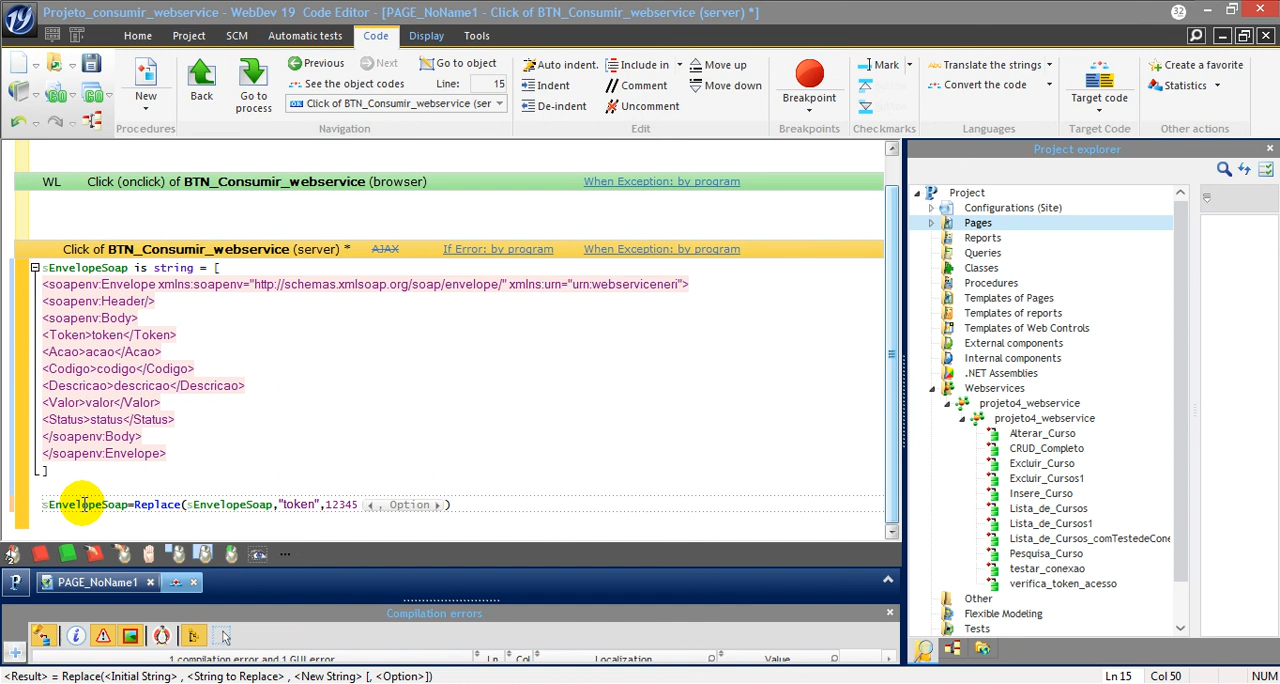 Projeto_consumir_webservice - WebDev 19 Code Editor - [PAGE_NoName1 - Click of BTN_Consumir_webservice (server) *]
32
19
Home Project SCM Automatic tests Code Display Tools
New
Procedures
Back
Go to process
Previous Next Go to object
See the object codes Line: 15
Click of BTN_Consumir_webservice (ser
Navigation
Auto indent. Include in Move up
Indent Comment Move down
De-indent Uncomment
Edit
Breakpoint
Breakpoints
Mark
Checkmarks
Translate the strings
Convert the code
Languages
Target code
Target Code
Create a favorite
Statistics
Other actions
WL Click (onclick) of BTN_Consumir_webservice (browser) When Exception: by program
Click of BTN_Consumir_webservice (server) * AJAX If Error: by program When Exception: by program
sEnvelopeSoap is string = [
<soapenv:Envelope xmlns:soapenv="http://schemas.xmlsoap.org/soap/envelope/" xmlns:urn="urn:webserviceneri">
<soapenv:Header/>
<soapenv:Body>
<Token>token</Token>
<Acao>acao</Acao>
<Codigo>codigo</Codigo>
<Descricao>descricao</Descricao>
<Valor>valor</Valor>
<Status>status</Status>
</soapenv:Body>
</soapenv:Envelope>
]
sEnvelopeSoap=Replace(sEnvelopeSoap,"token",12345 , Option )
P PAGE_NoName1 × ×
Compilation errors
1 compilation error and 1 GUI error Ln Col Localization Value
Project explorer
Project
Configurations (Site)
Pages
Reports
Queries
Classes
Procedures
Templates of Pages
Templates of reports
Templates of Web Controls
External components
Internal components
.NET Assemblies
Webservices
projeto4_webservice
projeto4_webservice
Alterar_Curso
CRUD_Completo
Excluir_Curso
Excluir_Curso1
Insere_Curso
Lista_de_Cursos
Lista_de_Cursos1
Lista_de_Cursos_comTestedeCone
Pesquisa_Curso
testar_conexao
verifica_token_acesso
Other
Flexible Modeling
Tests
<Result> = Replace(<Initial String> , <String to Replace> , <New String> [, <Option>]) Ln 15 Col 50 NUM